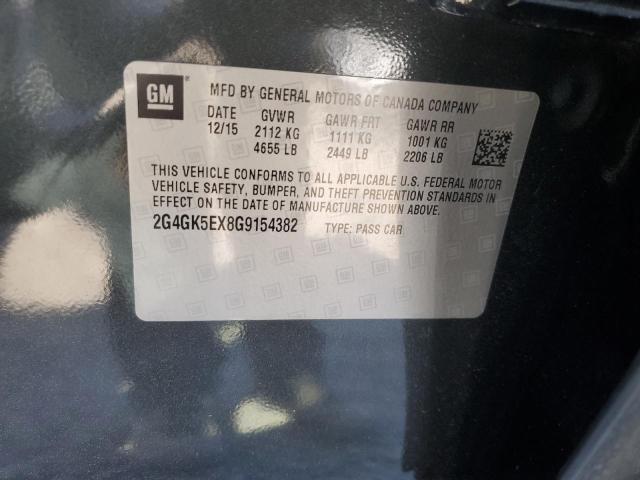 GM
MFD BY GENERAL MOTORS OF CANADA COMPANY
DATE GVWR GAWR FRT GAWR RR
12/15 2112 KG 1111 KG 1001 KG
4655 LB 2449 LB 2206 LB
THIS VEHICLE CONFORMS TO ALL APPLICABLE U.S. FEDERAL MOTOR
VEHICLE SAFETY, BUMPER, AND THEFT PREVENTION STANDARDS IN
EFFECT ON THE DATE OF MANUFACTURE SHOWN ABOVE.
2G4GK5EX8G9154382 TYPE: PASS CAR